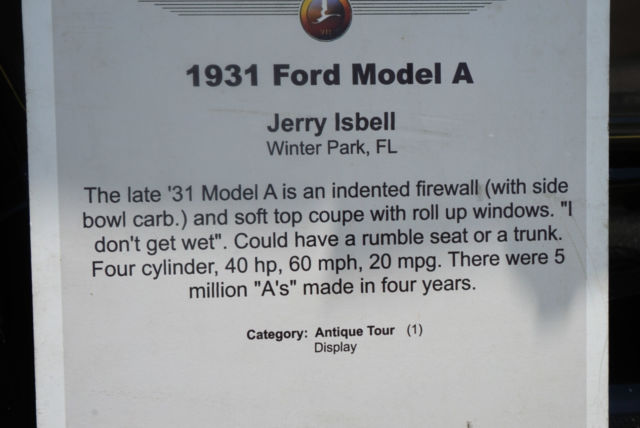 1931 Ford Model A
Jerry Isbell
Winter Park, FL
The late '31 Model A is an indented firewall (with side
bowl carb.) and soft top coupe with roll up windows. "I
don't get wet". Could have a rumble seat or a trunk.
Four cylinder, 40 hp, 60 mph, 20 mpg. There were 5
million "A's" made in four years.
Category: Antique Tour (1)
Display